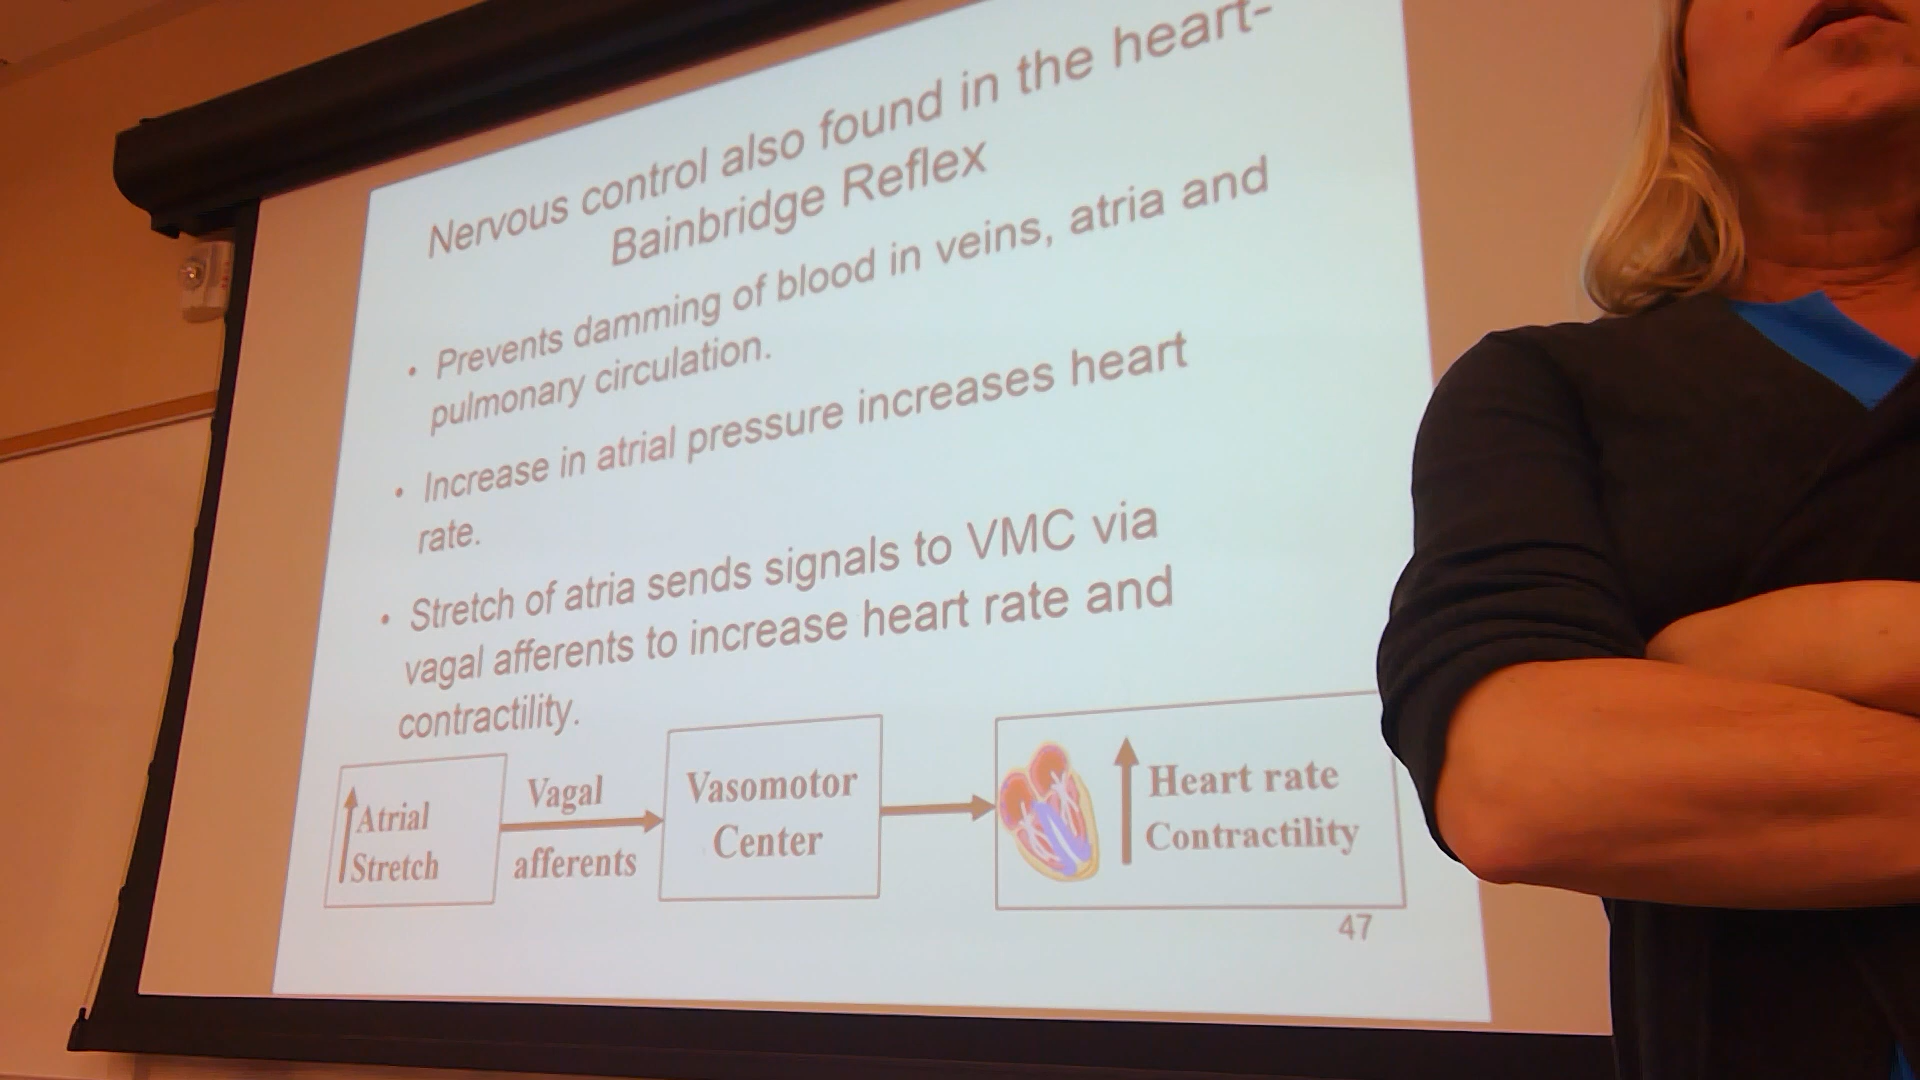 Nervous control also found in the heart-
Bainbridge Reflex
• Prevents damming of blood in veins, atria and
pulmonary circulation.
• Increase in atrial pressure increases heart
rate.
• Stretch of atria sends signals to VMC via
vagal afferents to increase heart rate and
contractility.
Atrial
Stretch
Vagal
afferents
Vasomotor
Center
Heart rate
Contractility
47